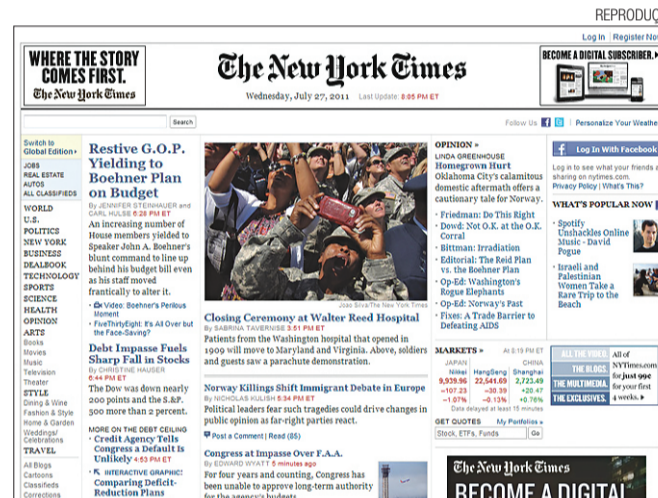 REPRODUÇ
Log In Register No
WHERE THE STORY
COMES FIRST.
The New York Times
The New York Times
Wednesday, July 27, 2011 Last Update: 8:05 PM ET
BECOME A DIGITAL SUBSCRIBER.
Search
Follow Us
Personalize Your Weathe
Switch to
Global Edition
JOBS
REAL ESTATE
AUTOS
ALL CLASSIFIEDS
WORLD
U.S.
POLITICS
NEW YORK
BUSINESS
DEALBOOK
TECHNOLOGY
SPORTS
SCIENCE
HEALTH
OPINION
ARTS
Books
Movies
Music
Television
Theater
STYLE
Dining & Wine
Fashion & Style
Home & Garden
Weddings/
Celebrations
TRAVEL
All Blogs
Cartoons
Classifieds
Corrections
Restive G.O.P.
Yielding to
Boehner Plan
on Budget
By JENNIFER STEINHAUER and
CARL HULSE 6:28 PM ET
An increasing number of
House members yielded to
Speaker John A. Boehner's
blunt command to line up
behind his budget bill even
as his staff moved
frantically to alter it.
Video: Boehner's Perilous
Moment
FiveThirtyEight: It's All Over but
the Face-Saving?
Debt Impasse Fuels
Sharp Fall in Stocks
By CHRISTINE HAUSER
6:44 PM ET
The Dow was down nearly
200 points and the S.&P.
500 more than 2 percent.
MORE ON THE DEBT CEILING
Credit Agency Tells
Congress a Default Is
Unlikely 4:53 PM ET
INTERACTIVE GRAPHIC:
Comparing Deficit-
Reduction Plans
Joao Silva/The New York Times
Closing Ceremony at Walter Reed Hospital
By SABRINA TAVERNISE 3:51 PM ET
Patients from the Washington hospital that opened in
1909 will move to Maryland and Virginia. Above, soldiers
and guests saw a parachute demonstration.
Norway Killings Shift Immigrant Debate in Europe
By NICHOLAS KULISH 5:34 PM ET
Political leaders fear such tragedies could drive changes in
public opinion as far-right parties react.
Post a Comment | Read (85)
Congress at Impasse Over F.A.A.
By EDWARD WYATT 5 minutes ago
For four years and counting, Congress has
been unable to approve long-term authority
for the agency's budgets.
OPINION »
LINDA GREENHOUSE
Homegrown Hurt
Oklahoma City's calamitous
domestic aftermath offers a
cautionary tale for Norway.
Friedman: Do This Right
Dowd: Not O.K. at the O.K.
Corral
Bittman: Irradiation
Editorial: The Reid Plan
vs. the Boehner Plan
Op-Ed: Washington's
Rogue Elephants
Op-Ed: Norway's Past
Fixes: A Trade Barrier to
Defeating AIDS
MARKETS » At 8:19 PM ET
JAPAN CHINA
Nikkei HangSeng Shanghai
9,939.96 22,541.69 2,723.49
-107.23 -30.39 +20.47
-1.07% -0.13% +0.76%
Data delayed at least 15 minutes
GET QUOTES My Portfolios »
Stock, ETFs, Funds Go
Log In With Facebook
Log in to see what your friends a
sharing on nytimes.com.
Privacy Policy | What's This?
WHAT'S POPULAR NOW
Spotify
Unshackles Online
Music - David
Pogue
Israeli and
Palestinian
Women Take a
Rare Trip to the
Beach
ALL THE VIDEO.
THE BLOGS.
THE MULTIMEDIA.
THE EXCLUSIVES.
All of
NYTimes.com
for just 99¢
for your first
4 weeks.
The New York Times
BECOME A DIGITAL